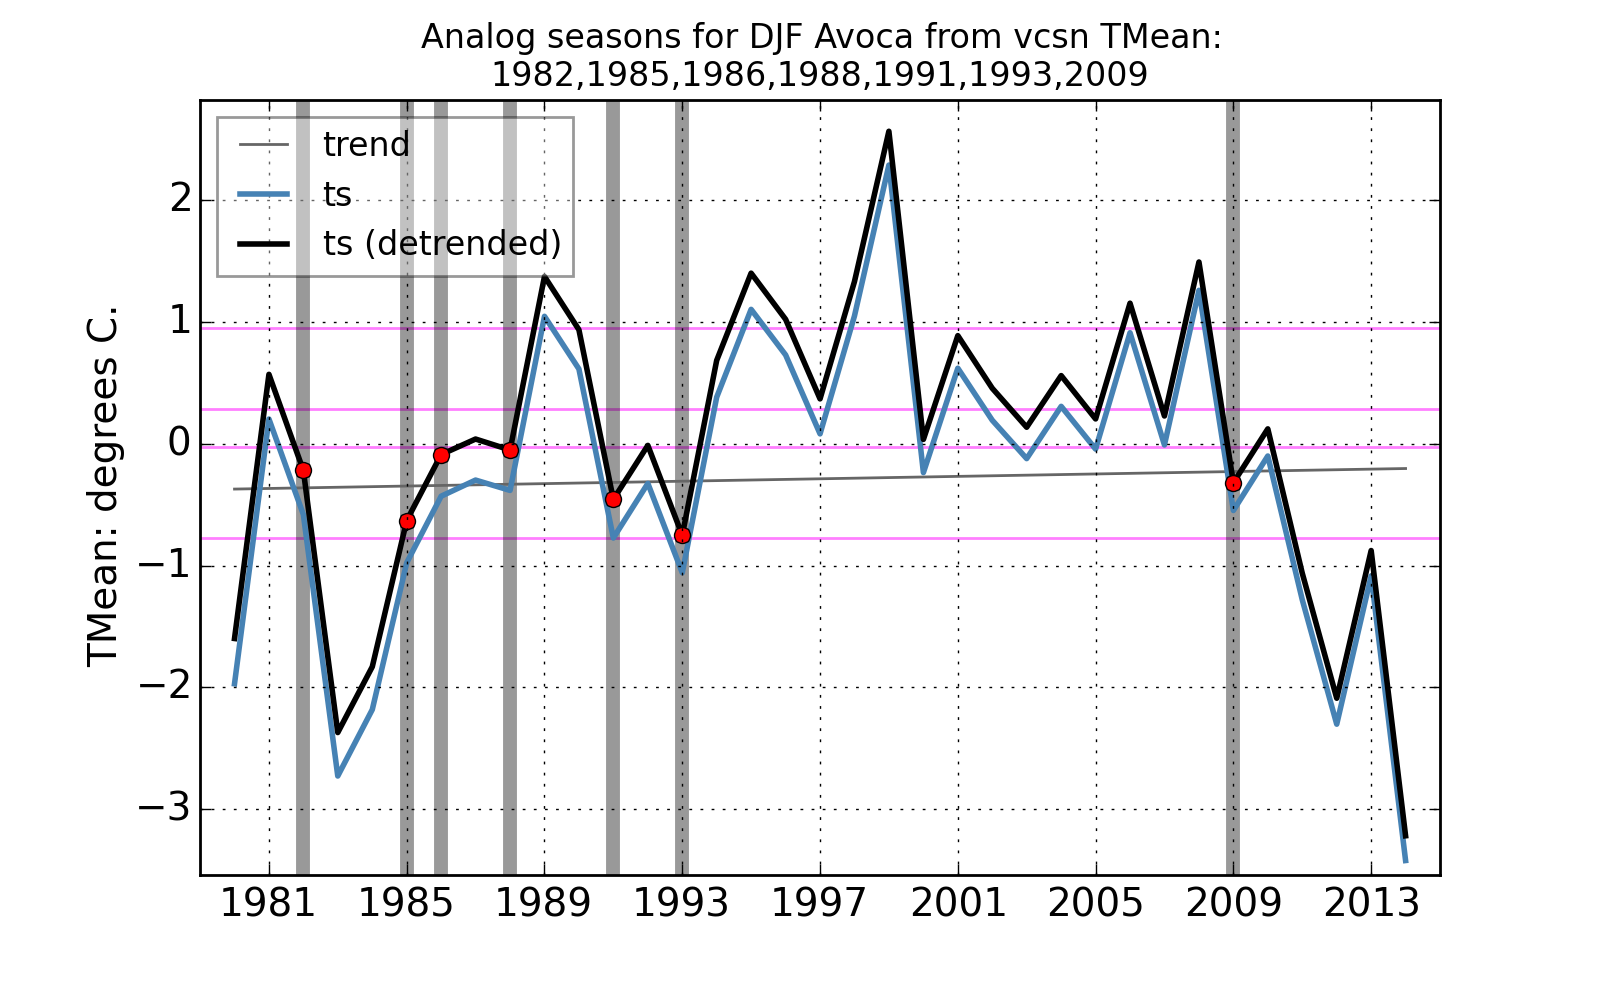 Analog seasons for DJF Avoca from vcsn TMean:
1982,1985,1986,1988,1991,1993,2009
trend
ts
ts (detrended)
TMean: degrees C.
2
1
0
−1
−2
−3
1981 1985 1989 1993 1997 2001 2005 2009 2013